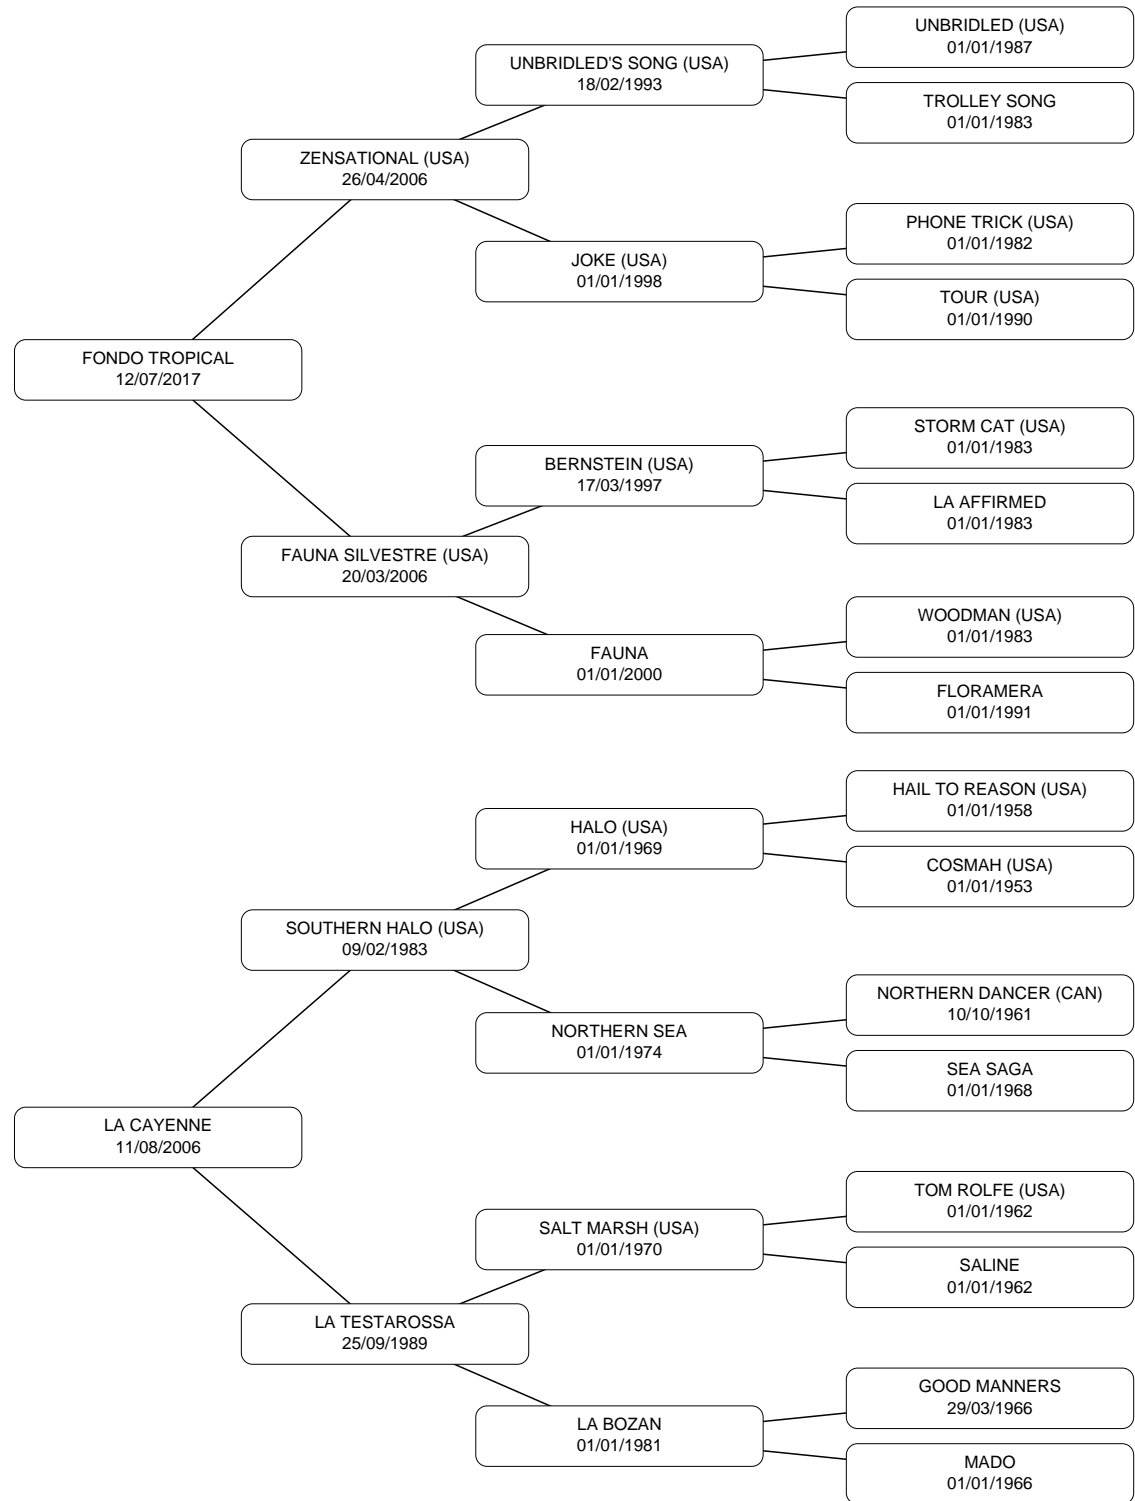 UNBRIDLED (USA)
01/01/1987
UNBRIDLED'S SONG (USA)
18/02/1993
TROLLEY SONG
01/01/1983
ZENSATIONAL (USA)
26/04/2006
PHONE TRICK (USA)
01/01/1982
JOKE (USA)
01/01/1998
TOUR (USA)
01/01/1990
FONDO TROPICAL
12/07/2017
STORM CAT (USA)
01/01/1983
BERNSTEIN (USA)
17/03/1997
LA AFFIRMED
01/01/1983
FAUNA SILVESTRE (USA)
20/03/2006
WOODMAN (USA)
01/01/1983
FAUNA
01/01/2000
FLORAMERA
01/01/1991
HAIL TO REASON (USA)
01/01/1958
HALO (USA)
01/01/1969
COSMAH (USA)
01/01/1953
SOUTHERN HALO (USA)
09/02/1983
NORTHERN DANCER (CAN)
10/10/1961
NORTHERN SEA
01/01/1974
SEA SAGA
01/01/1968
LA CAYENNE
11/08/2006
TOM ROLFE (USA)
01/01/1962
SALT MARSH (USA)
01/01/1970
SALINE
01/01/1962
LA TESTAROSSA
25/09/1989
GOOD MANNERS
29/03/1966
LA BOZAN
01/01/1981
MADO
01/01/1966